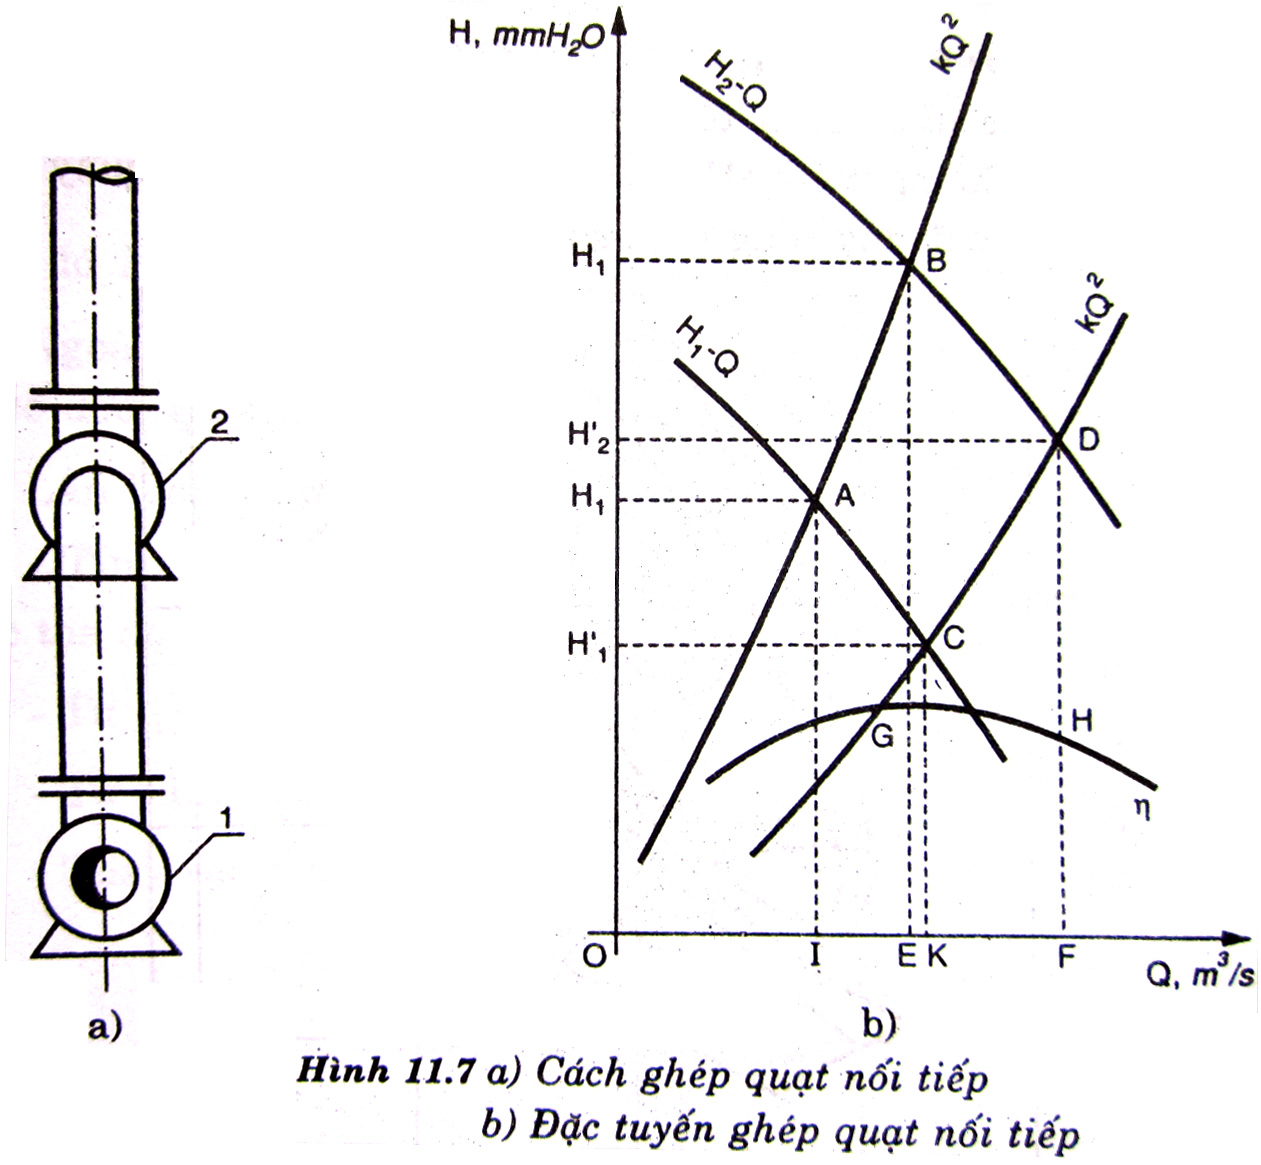 H, mmH₂O
kQ²
H₂-Q
H₁
B
kQ²
H₁-Q
H'₂
D
H₁
A
2
H'₁
C
G
H
η
1
O
I
E
K
F
Q, m³/s
a)
b)
Hình 11.7 a) Cách ghép quạt nối tiếp
b) Đặc tuyến ghép quạt nối tiếp